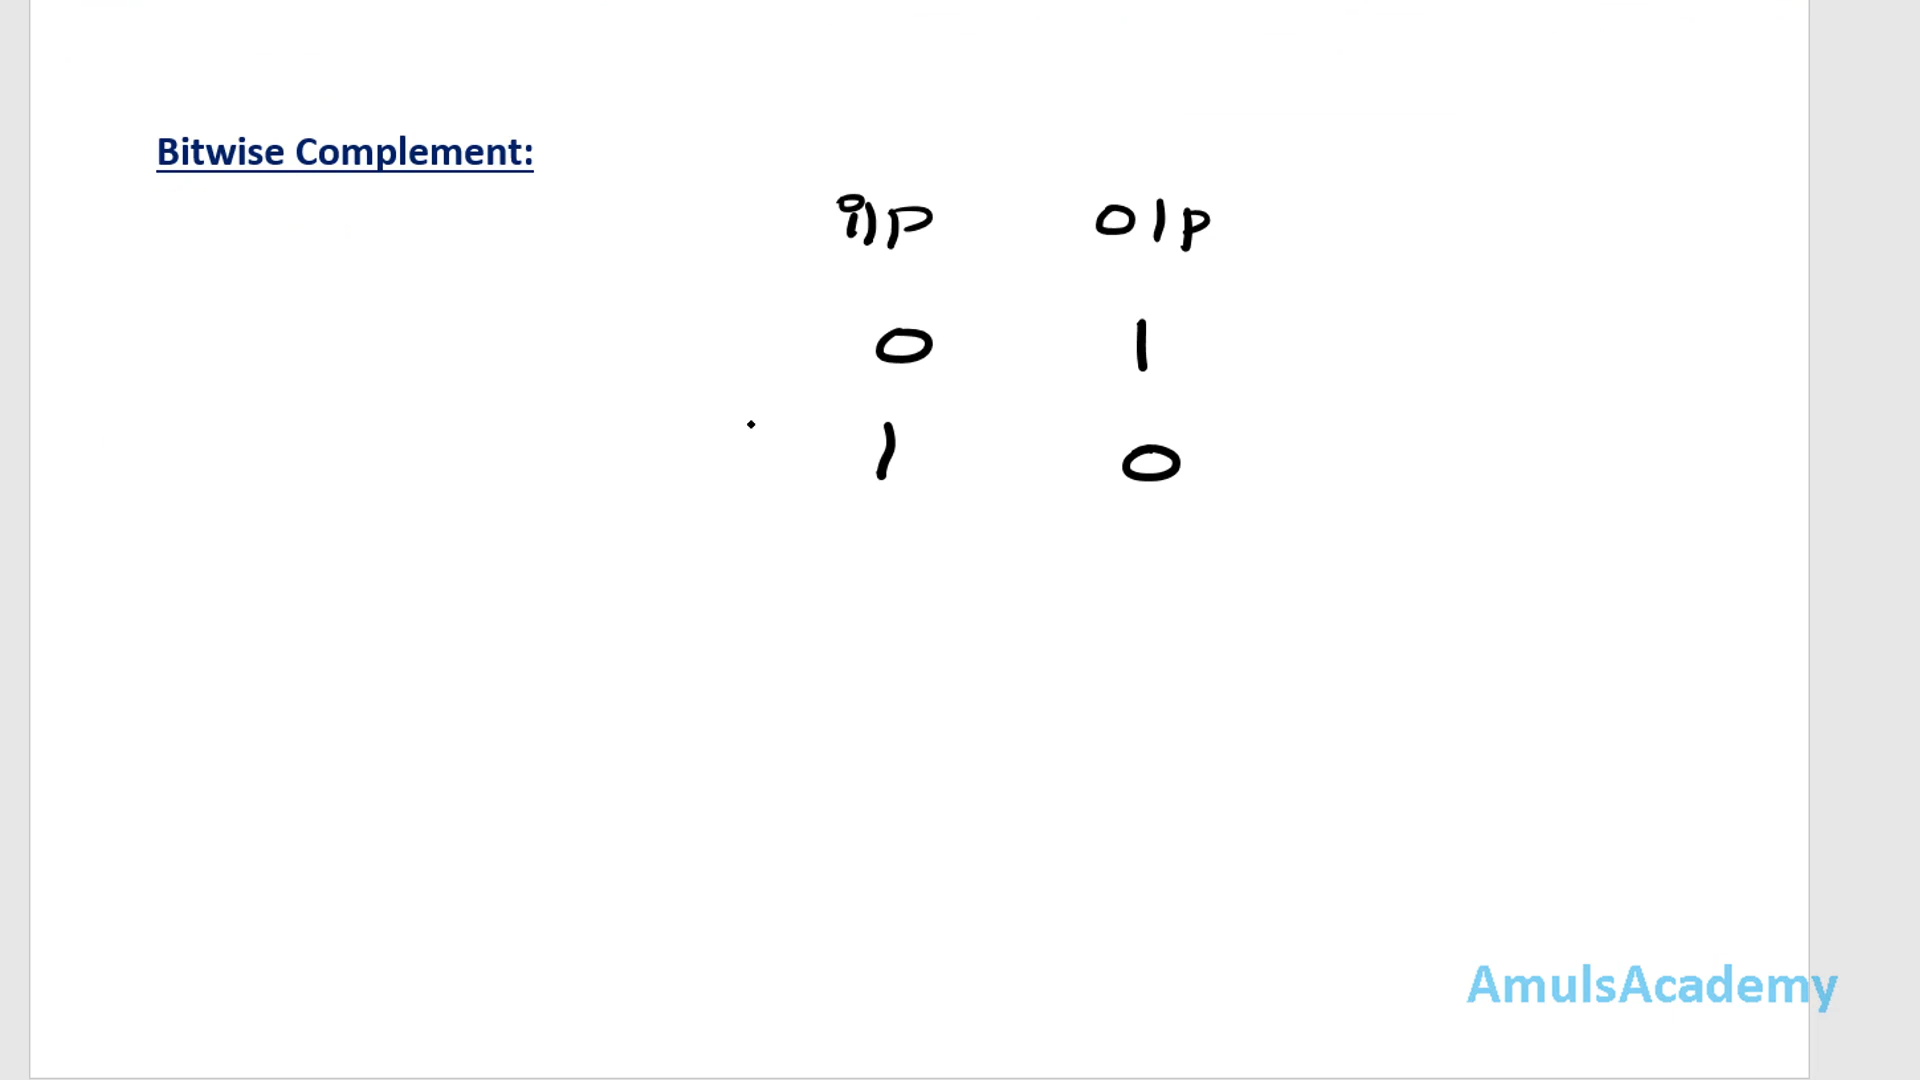 Bitwise Complement:
i/p o/p
0 1
1 0
AmulsAcademy